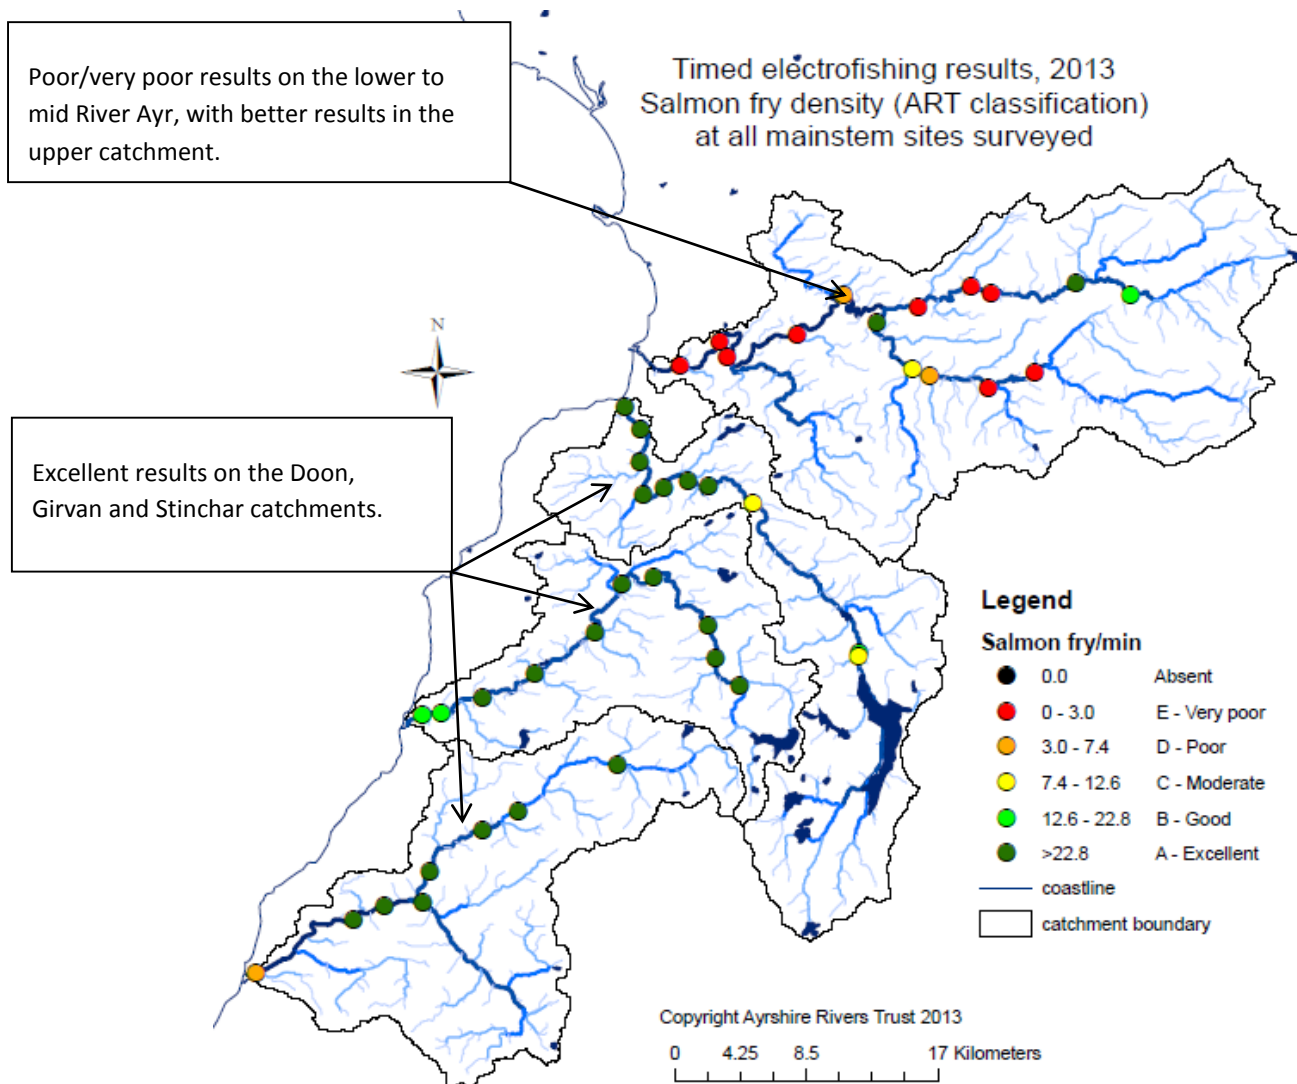 Poor/very poor results on the lower to
mid River Ayr, with better results in the
upper catchment.
Timed electrofishing results, 2013
Salmon fry density (ART classification)
at all mainstem sites surveyed
N
Excellent results on the Doon,
Girvan and Stinchar catchments.
Legend
Salmon fry/min
0.0 Absent
0 - 3.0 E - Very poor
3.0 - 7.4 D - Poor
7.4 - 12.6 C - Moderate
12.6 - 22.8 B - Good
>22.8 A - Excellent
coastline
catchment boundary
Copyright Ayrshire Rivers Trust 2013
0 4.25 8.5 17 Kilometers